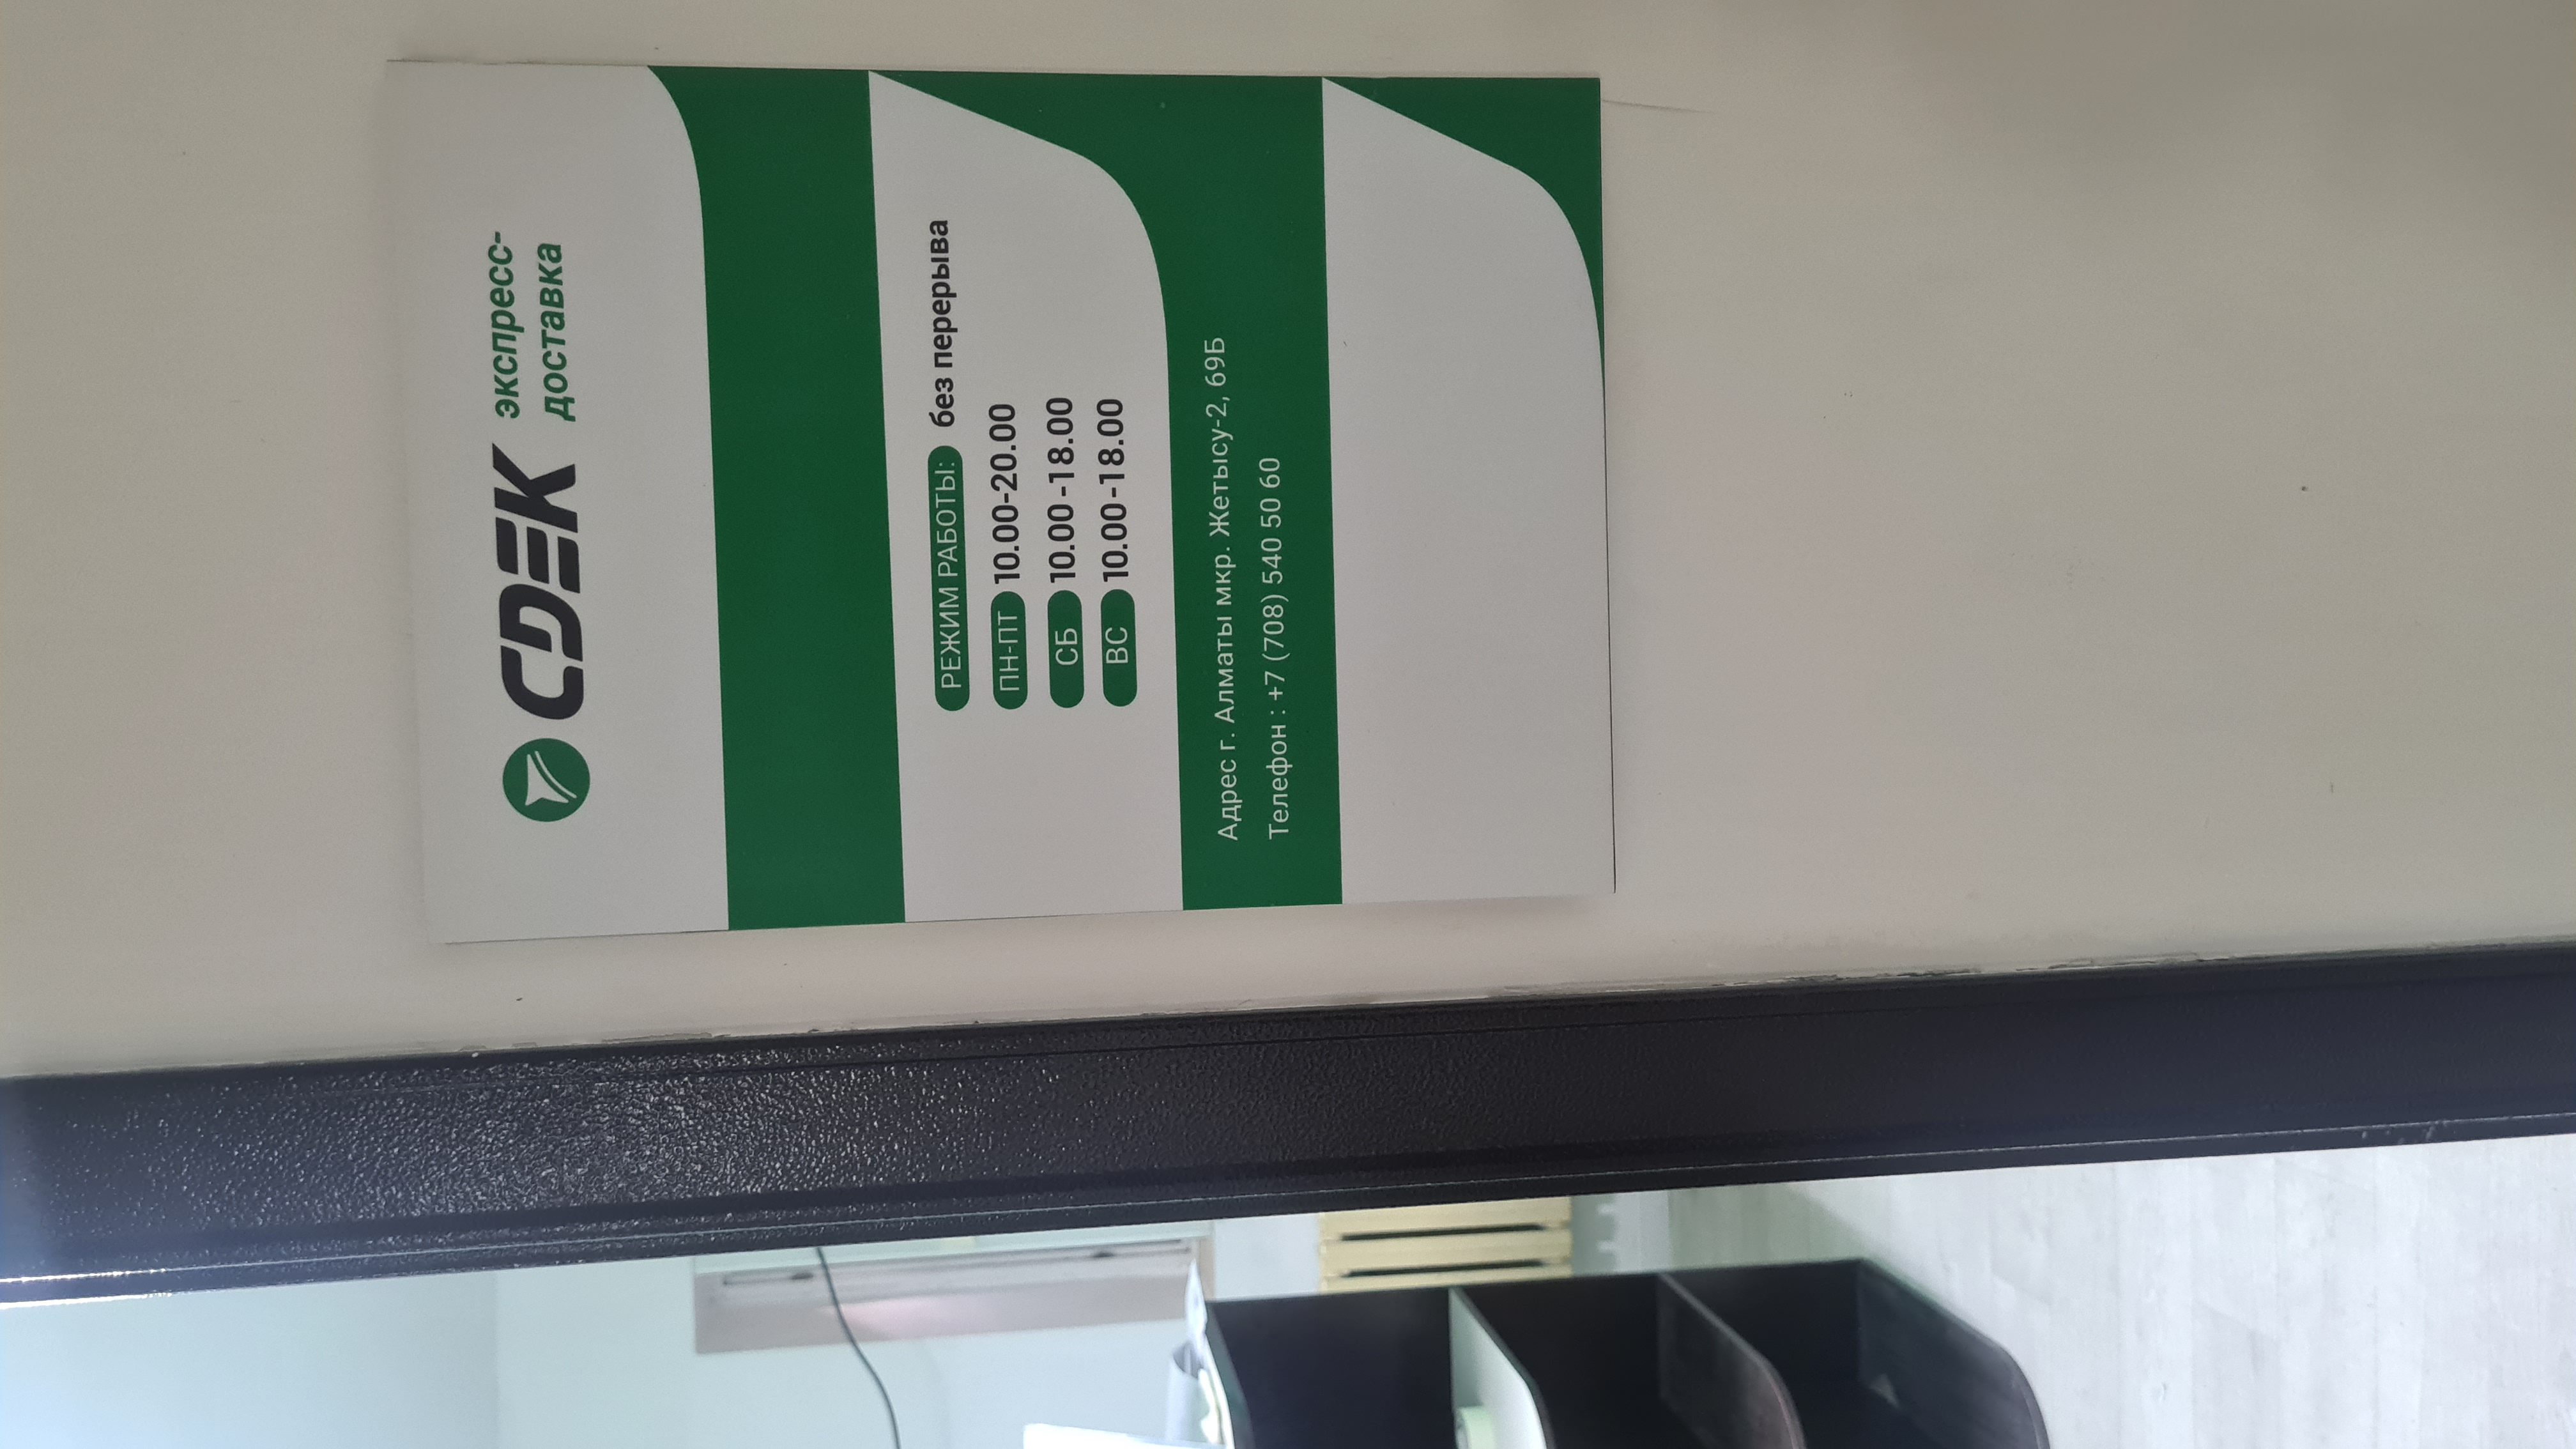 CDEK экспресс-
доставка
РЕЖИМ РАБОТЫ: без перерыва
ПН-ПТ 10.00-20.00
СБ 10.00-18.00
ВС 10.00-18.00
Адрес г. Алматы мкр. Жетысу-2, 69Б
Телефон : +7 (708) 540 50 60